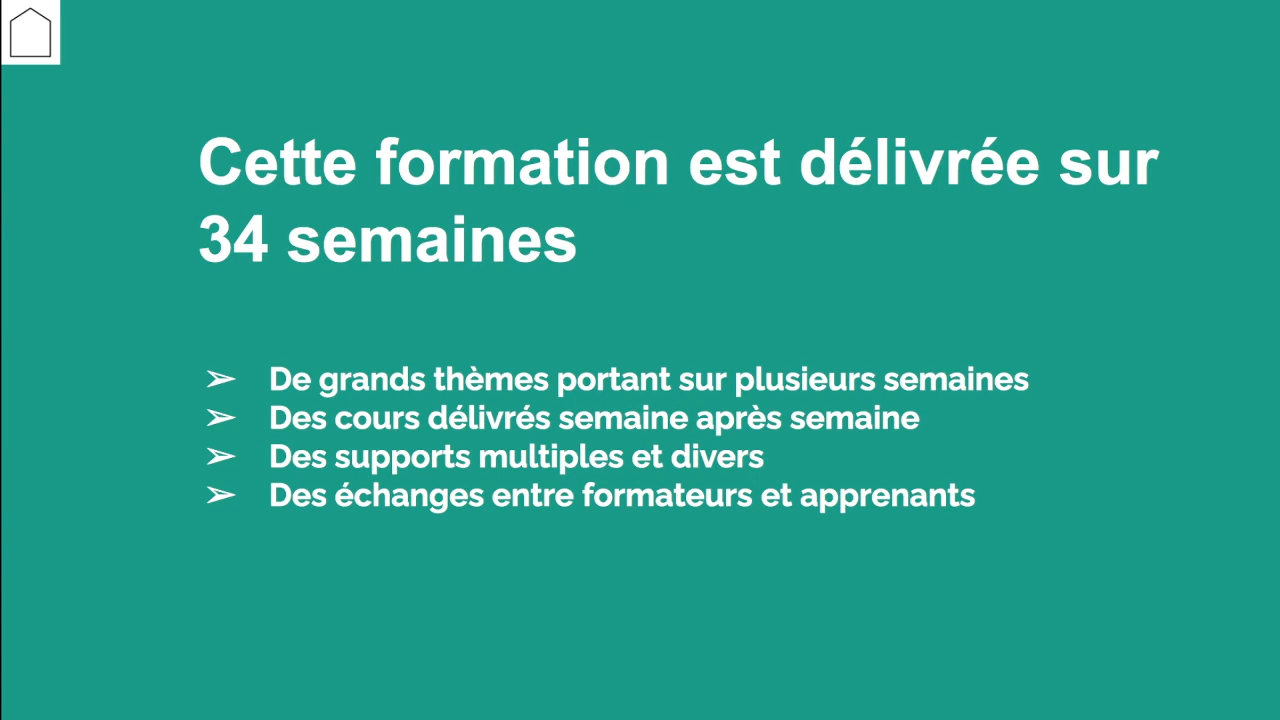 Cette formation est délivrée sur
34 semaines
➢ De grands thèmes portant sur plusieurs semaines
➢ Des cours délivrés semaine après semaine
➢ Des supports multiples et divers
➢ Des échanges entre formateurs et apprenants